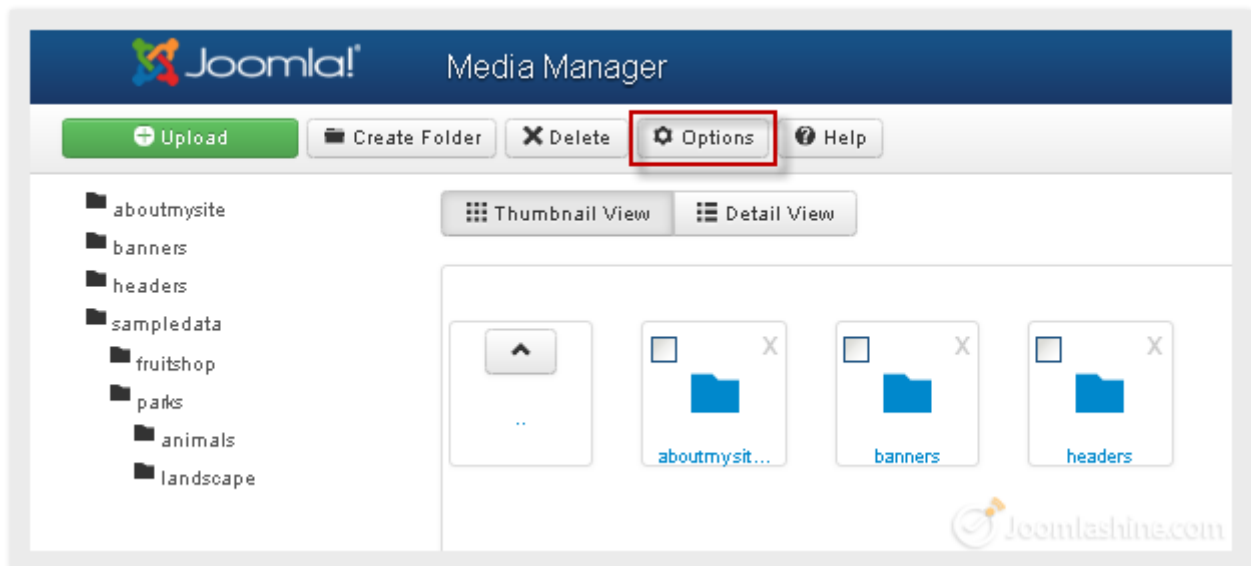 Joomla!
Media Manager
Upload
Create Folder
Delete
Options
Help
aboutmysite
banners
headers
sampledata
fruitshop
parks
animals
landscape
Thumbnail View
Detail View
..
aboutmysit...
banners
headers
Joomlashine.com